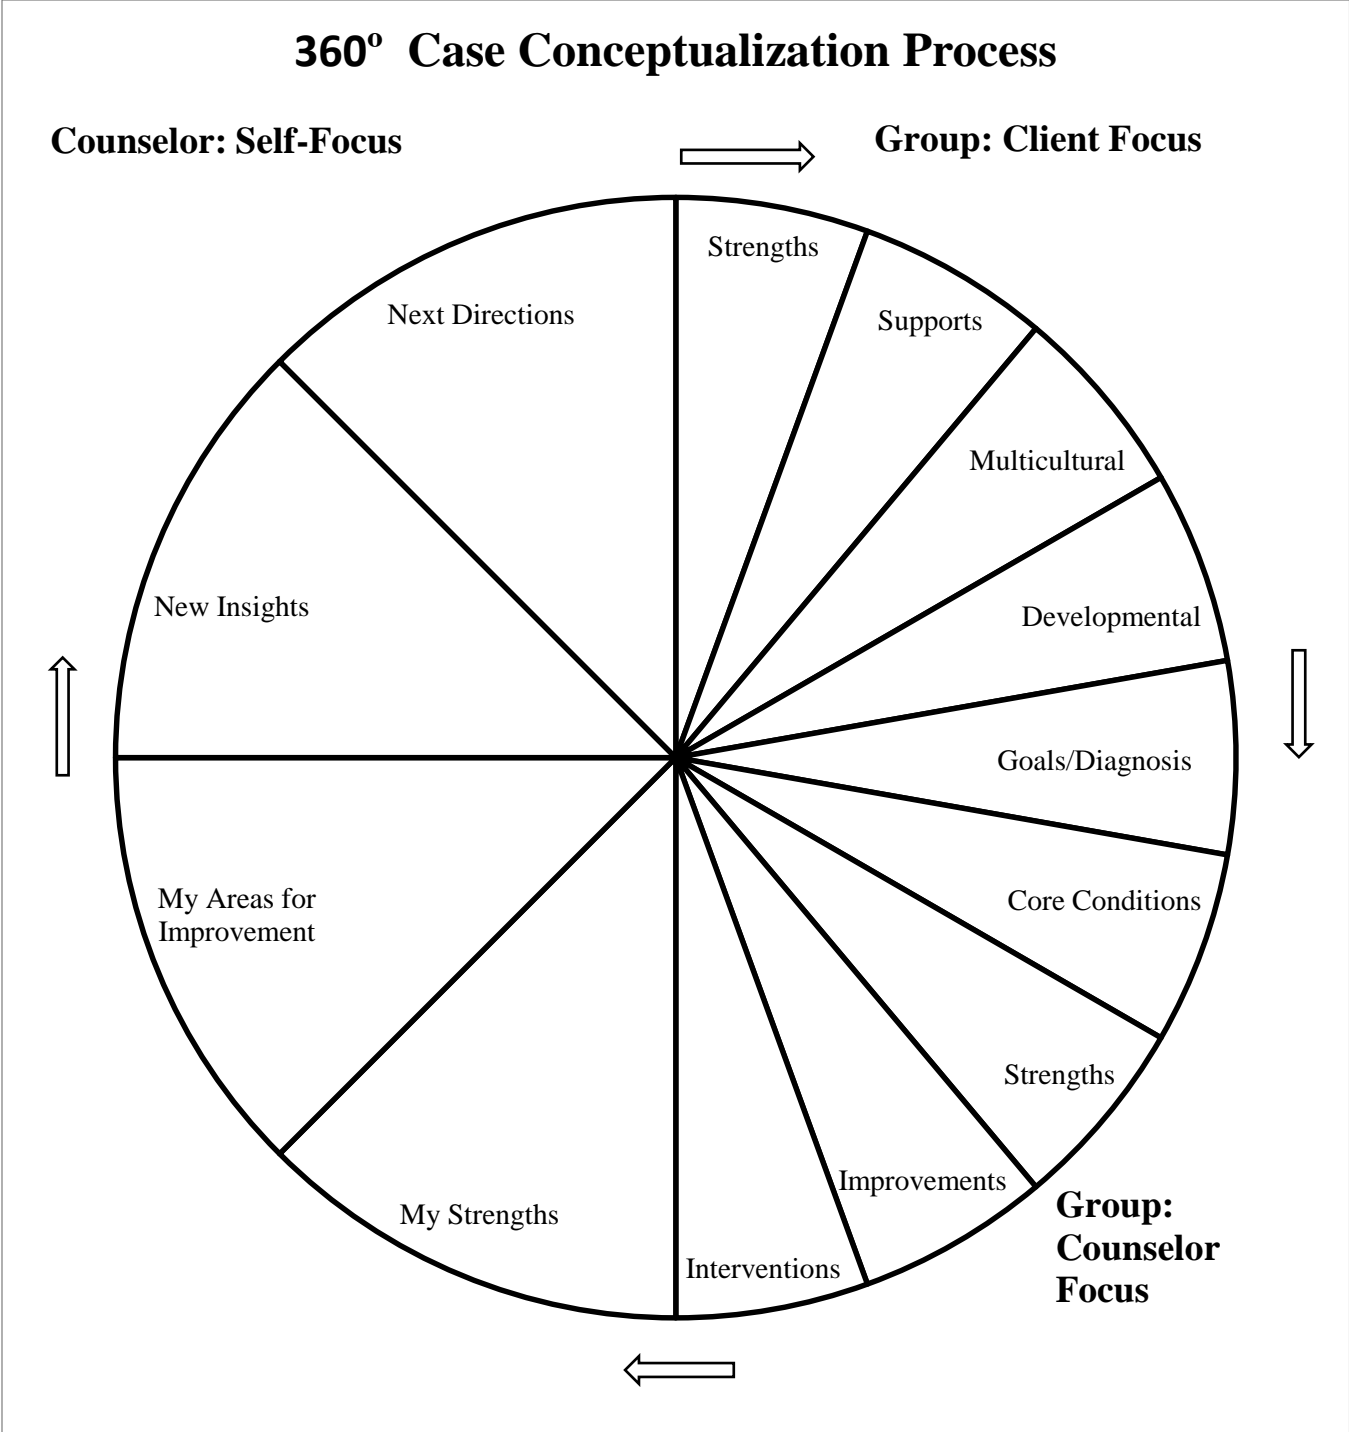 360º Case Conceptualization Process
Counselor: Self-Focus
Group: Client Focus
Strengths
Next Directions
Supports
Multicultural
New Insights
Developmental
Goals/Diagnosis
My Areas for
Improvement
Core Conditions
Strengths
Improvements
My Strengths
Interventions
Group:
Counselor
Focus